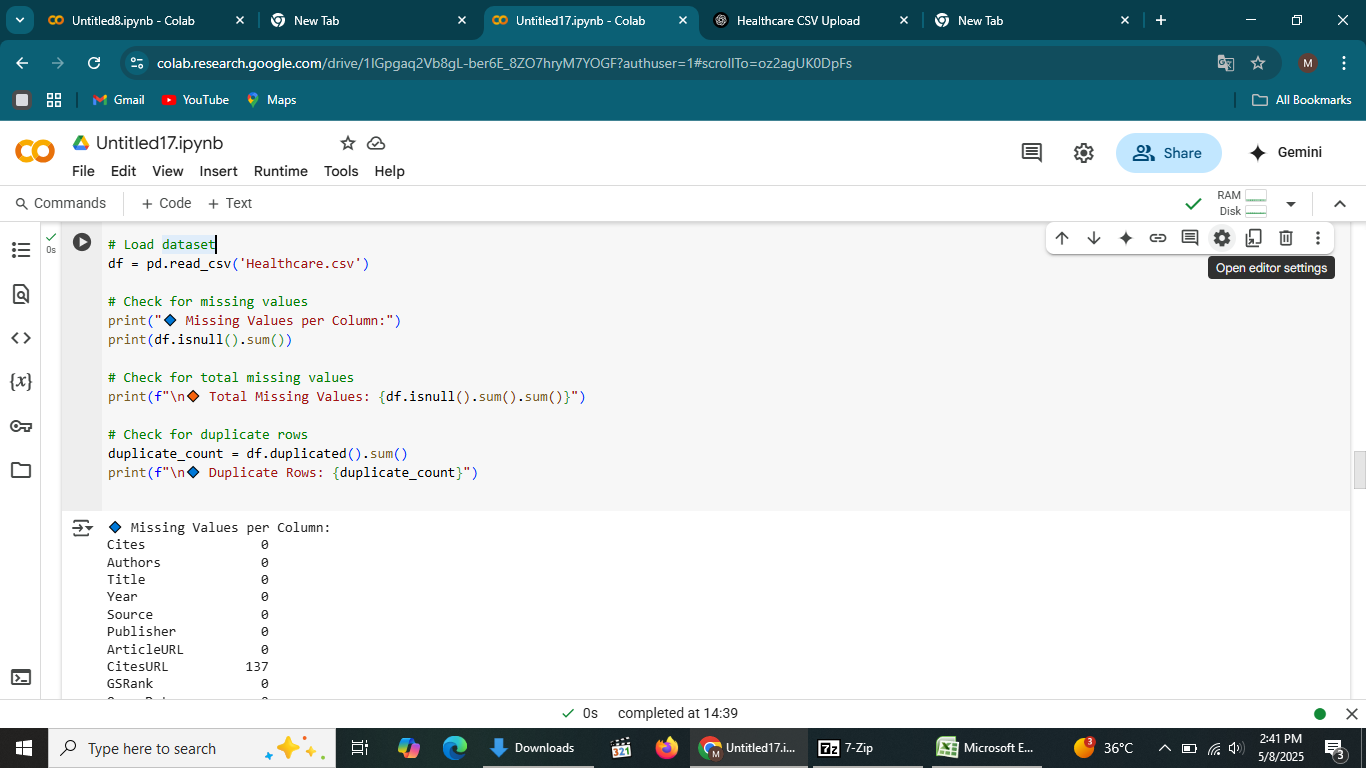 Untitled8.ipynb - Colab
New Tab
Untitled17.ipynb - Colab
Healthcare CSV Upload
New Tab
colab.research.google.com/drive/1IGpgaq2Vb8gL-ber6E_8ZO7hryM7YOGF?authuser=1#scrollTo=oz2agUK0DpFs
M
Gmail
YouTube
Maps
All Bookmarks
Untitled17.ipynb
File Edit View Insert Runtime Tools Help
Share
Gemini
Commands
+ Code
+ Text
RAM
Disk
0s
Open editor settings
# Load dataset
df = pd.read_csv('Healthcare.csv')
# Check for missing values
print("🔷 Missing Values per Column:")
print(df.isnull().sum())
# Check for total missing values
print(f"\n🔶 Total Missing Values: {df.isnull().sum().sum()}")
# Check for duplicate rows
duplicate_count = df.duplicated().sum()
print(f"\n🔷 Duplicate Rows: {duplicate_count}")
🔷 Missing Values per Column:
Cites 0
Authors 0
Title 0
Year 0
Source 0
Publisher 0
ArticleURL 0
CitesURL 137
GSRank 0
0s completed at 14:39
Type here to search
Downloads
321
Untitled17.i...
7z
7-Zip
Microsoft E...
3
36°C
2:41 PM
5/8/2025
3